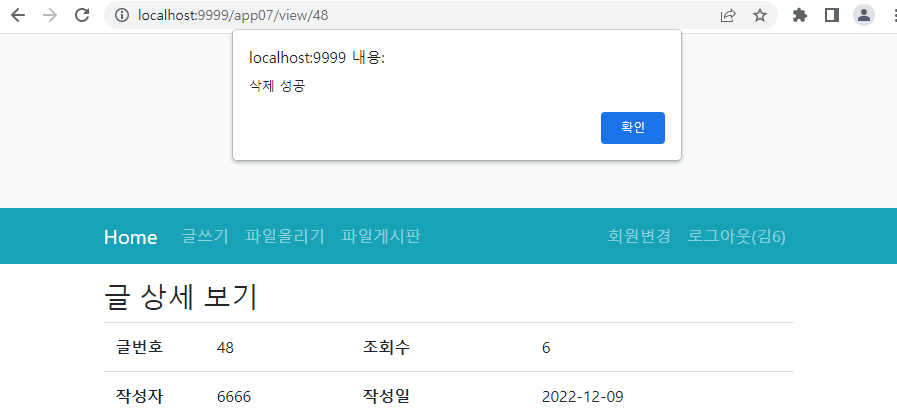 localhost:9999/app07/view/48
localhost:9999 내용:
삭제 성공
확인
Home 글쓰기 파일올리기 파일게시판 회원변경 로그아웃(김6)
글 상세 보기
글번호 48 조회수 6
작성자 6666 작성일 2022-12-09